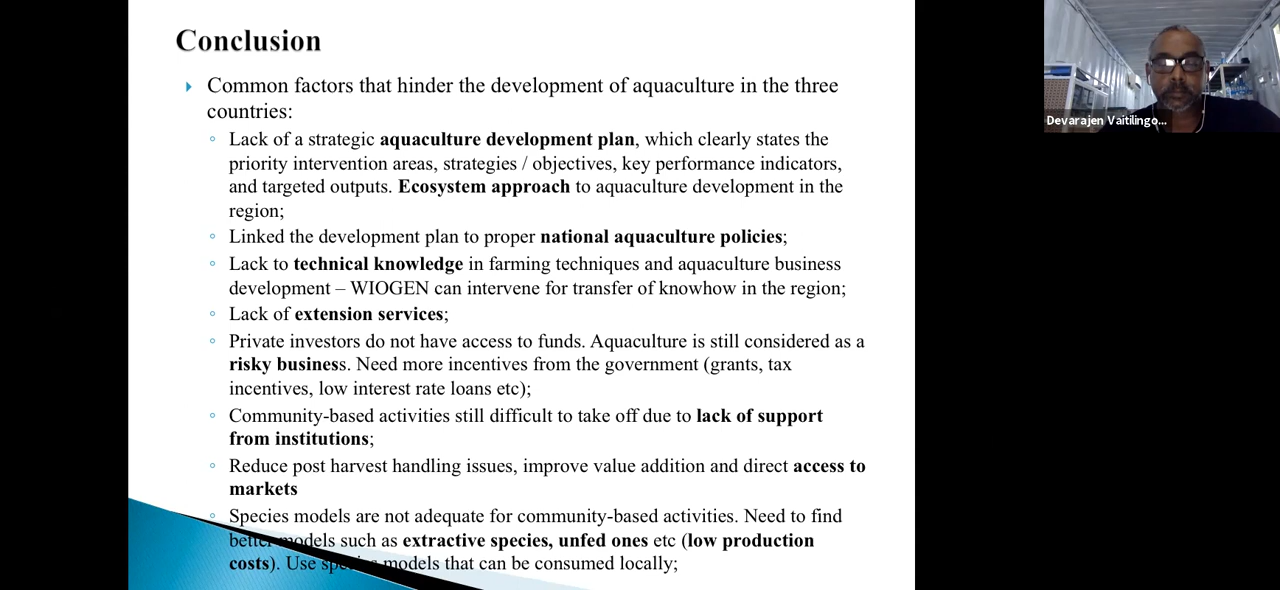 Conclusion
Common factors that hinder the development of aquaculture in the three
countries:
Lack of a strategic aquaculture development plan, which clearly states the
priority intervention areas, strategies / objectives, key performance indicators,
and targeted outputs. Ecosystem approach to aquaculture development in the
region;
Linked the development plan to proper national aquaculture policies;
Lack to technical knowledge in farming techniques and aquaculture business
development – WIOGEN can intervene for transfer of knowhow in the region;
Lack of extension services;
Private investors do not have access to funds. Aquaculture is still considered as a
risky business. Need more incentives from the government (grants, tax
incentives, low interest rate loans etc);
Community-based activities still difficult to take off due to lack of support
from institutions;
Reduce post harvest handling issues, improve value addition and direct access to
markets
Species models are not adequate for community-based activities. Need to find
better models such as extractive species, unfed ones etc (low production
costs). Use species models that can be consumed locally;
Devarajen Vaitilingo...